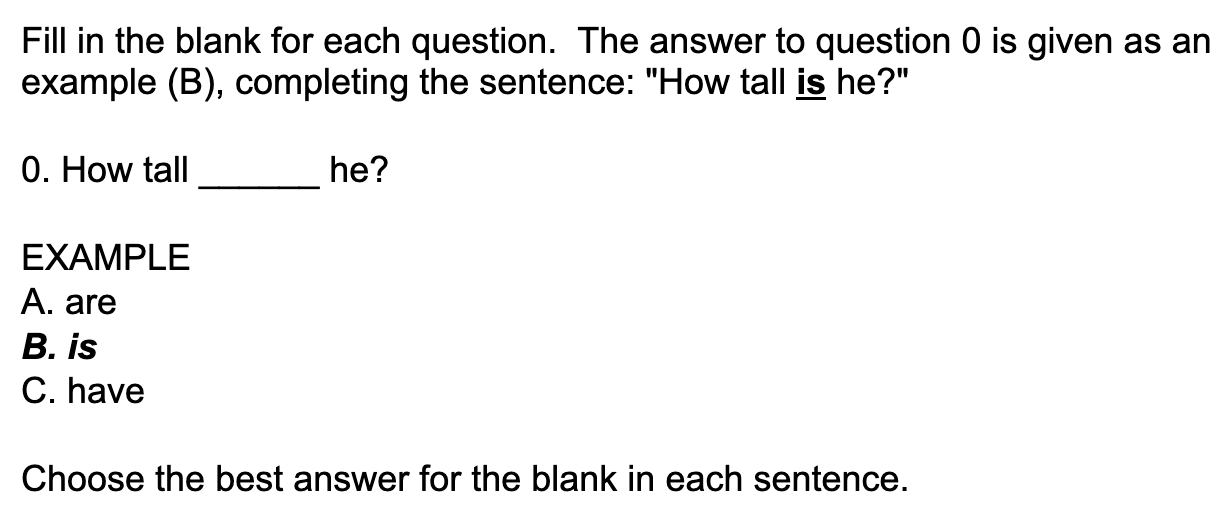 Fill in the blank for each question.  The answer to question 0 is given as an
example (B), completing the sentence: "How tall is he?"
0. How tall ______ he?
EXAMPLE
A. are
B. is
C. have
Choose the best answer for the blank in each sentence.